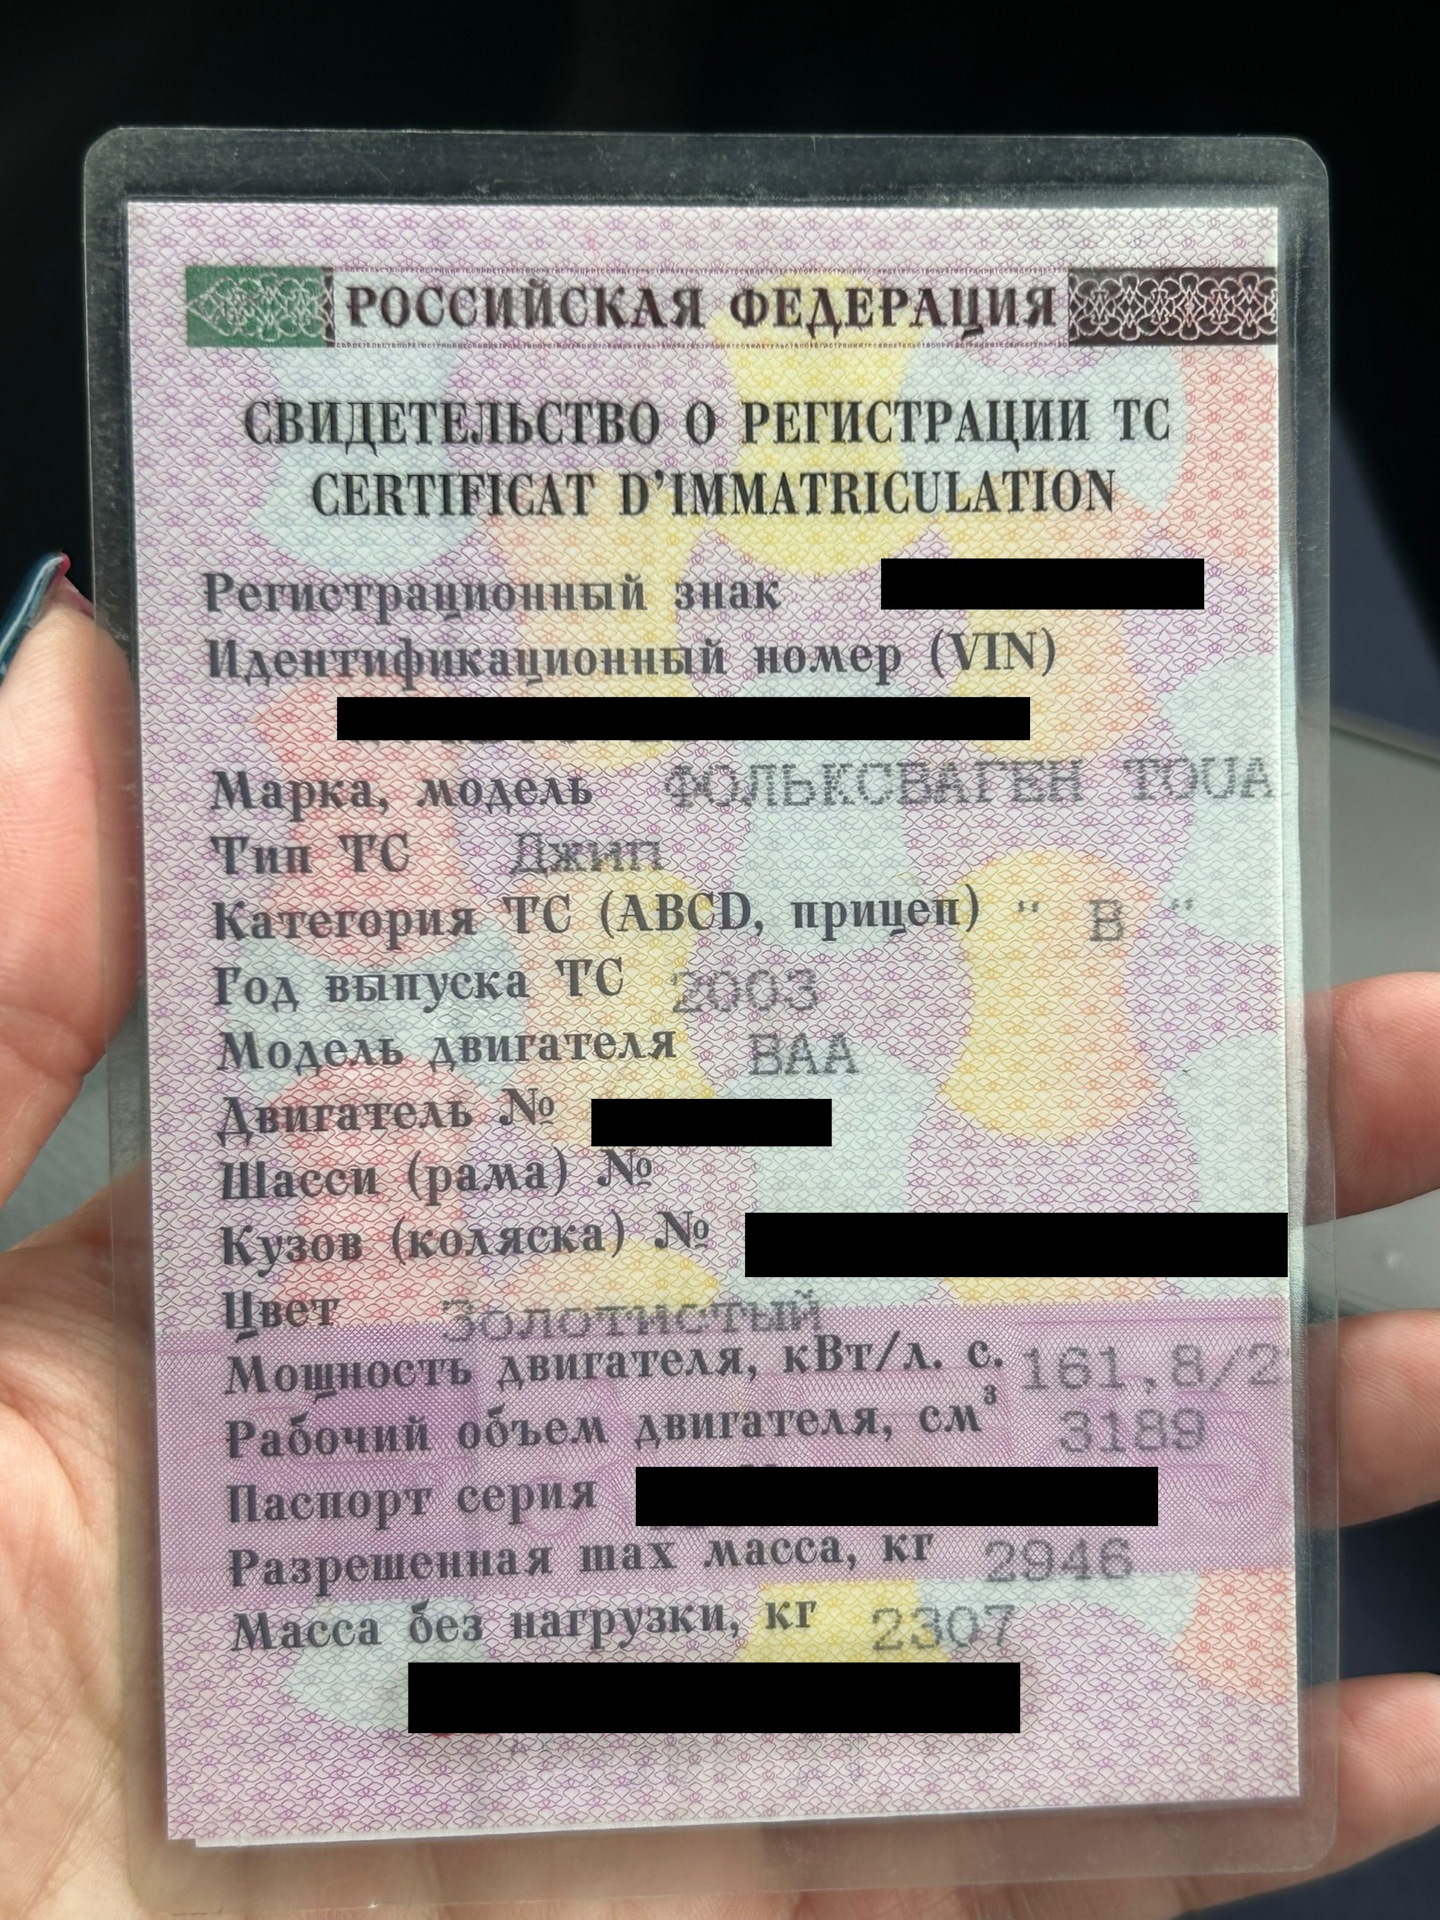 РОССИЙСКАЯ ФЕДЕРАЦИЯ
СВИДЕТЕЛЬСТВО О РЕГИСТРАЦИИ ТС
CERTIFICAT D'IMMATRICULATION
Регистрационный знак
Идентификационный номер (VIN)
Марка, модель ФОЛЬКСВАГЕН TOUA
Тип ТС Джип
Категория ТС (ABCD, прицеп) " B "
Год выпуска ТС 2003
Модель двигателя BAA
Двигатель №
Шасси (рама) №
Кузов (коляска) №
Цвет Золотистый
Мощность двигателя, кВт/л. с. 161,8/2
Рабочий объем двигателя, см³ 3189
Паспорт серия
Разрешенная max масса, кг 2946
Масса без нагрузки, кг 2307